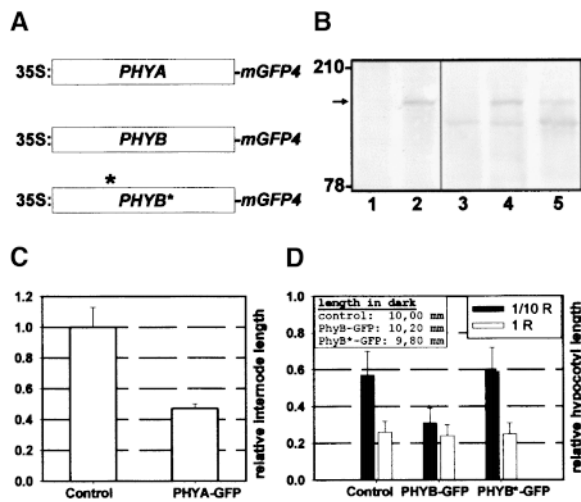 A
35S: PHYA -mGFP4
35S: PHYB -mGFP4
*
35S: PHYB* -mGFP4
B
210
78
1 2 3 4 5
C
relative internode length
1.2
1.0
0.8
0.6
0.4
0.2
0.0
Control PHYA-GFP
D
relative hypocotyl length
1.0
0.8
0.6
0.4
0.2
0.0
length in dark
control: 10,00 mm
PhyB-GFP: 10,20 mm
PhyB*-GFP: 9,80 mm
1/10 R
1 R
Control PHYB-GFP PHYB*-GFP